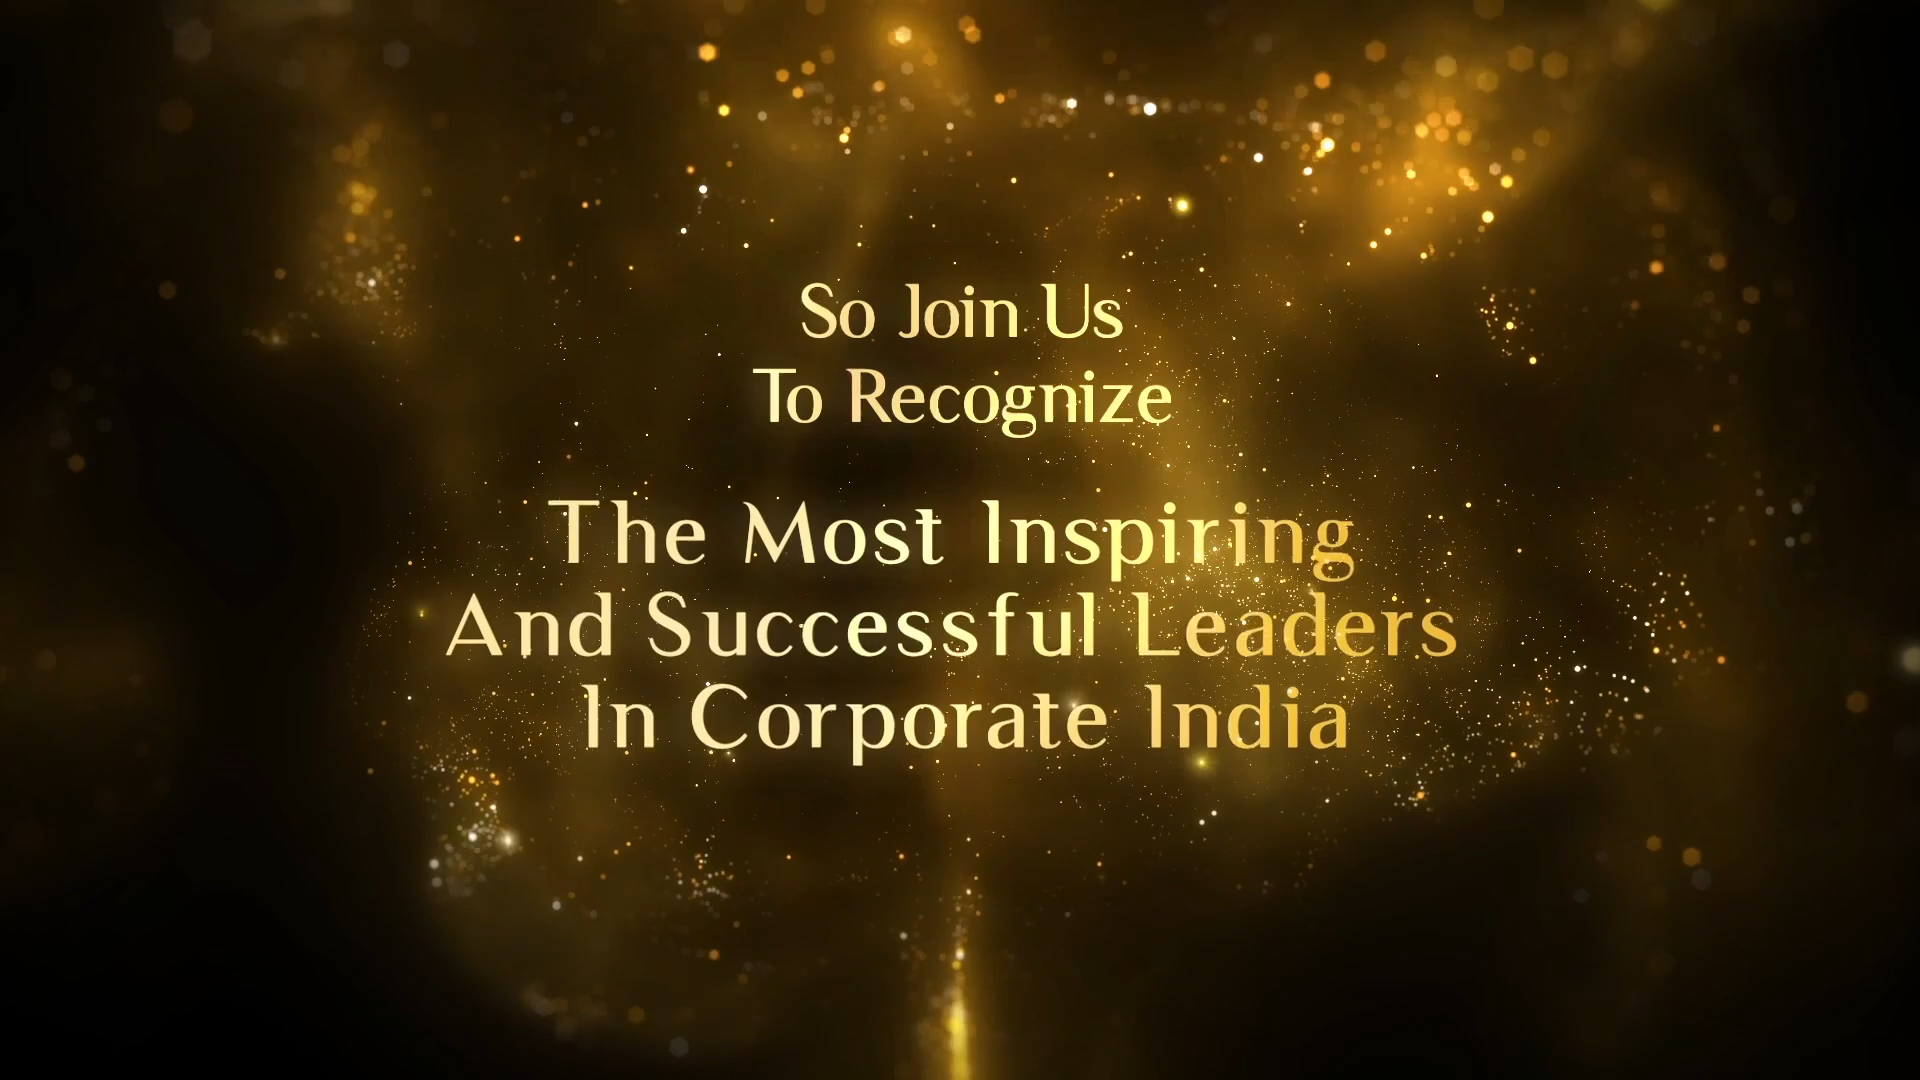 So Join Us
To Recognize
The Most Inspiring
And Successful Leaders
In Corporate India